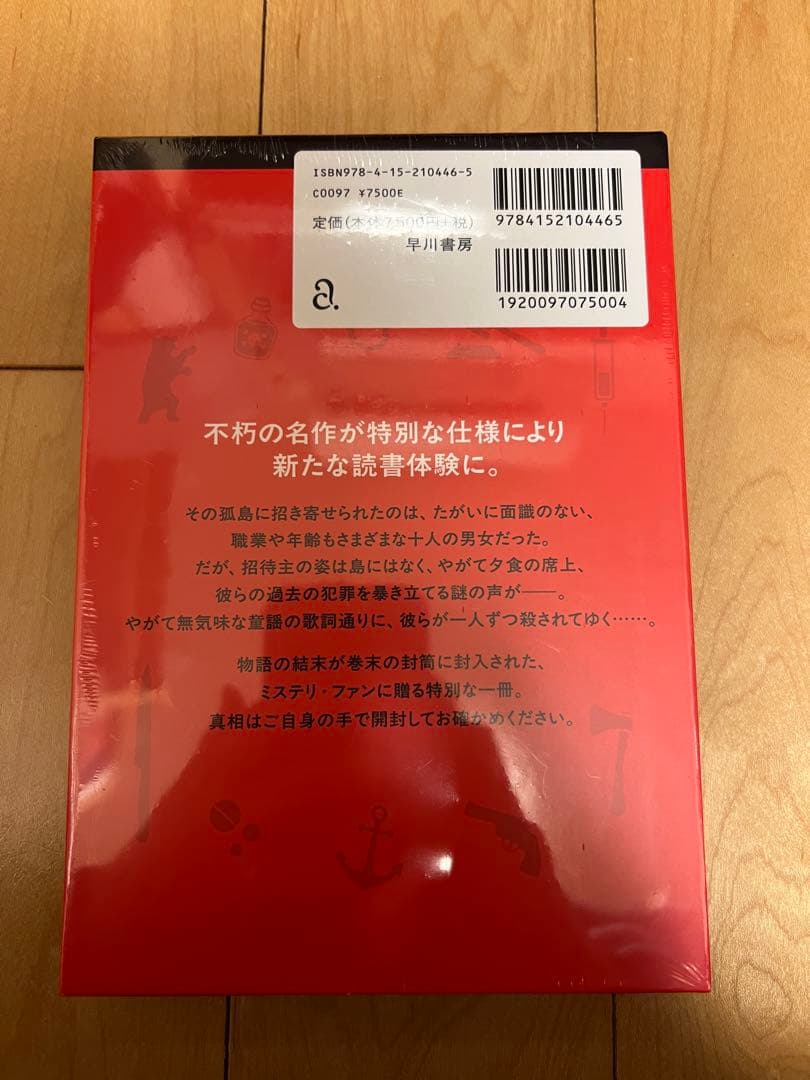 ISBN978-4-15-210446-5
C0097 ¥7500E
定価(本体7,500円+税)
早川書房
9784152104465
1920097075004
a.
不朽の名作が特別な仕様により
新たな読書体験に。
その孤島に招き寄せられたのは、たがいに面識のない、
職業や年齢もさまざまな十人の男女だった。
だが、招待主の姿は島にはなく、やがて夕食の席上、
彼らの過去の犯罪を暴き立てる謎の声が――。
やがて無気味な童謡の歌詞通りに、彼らが一人ずつ殺されてゆく……。
物語の結末が巻末の封筒に封入された、
ミステリ・ファンに贈る特別な一冊。
真相はご自身の手で開封してお確かめください。